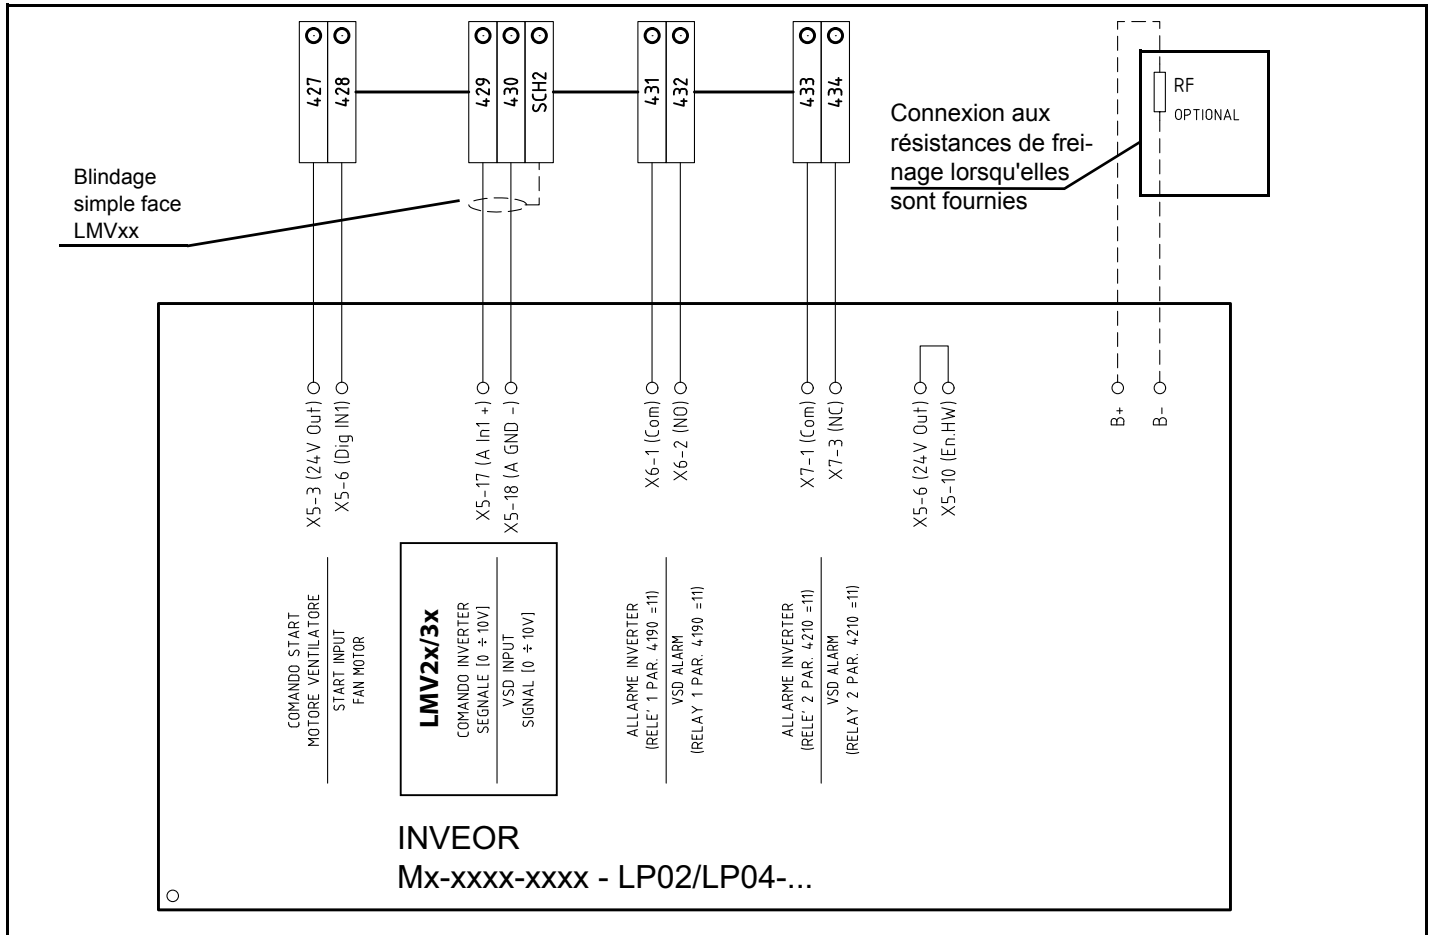 427
428
429
430
SCH2
431
432
433
434
RF
OPTIONAL
Connexion aux
résistances de frei-
nage lorsqu'elles
sont fournies
Blindage
simple face
LMVxx
X5-3 (24V Out)
X5-6 (Dig IN1)
X5-17 (A In1 +)
X5-18 (A GND -)
X6-1 (Com)
X6-2 (NO)
X7-1 (Com)
X7-3 (NC)
X5-6 (24V Out)
X5-10 (En.HW)
B+
B-
COMANDO START
MOTORE VENTILATORE
START INPUT
FAN MOTOR
LMV2x/3x
COMANDO INVERTER
SEGNALE [0 ÷ 10V]
VSD INPUT
SIGNAL [0 ÷ 10V]
ALLARME INVERTER
(RELE' 1 PAR. 4190 =11)
VSD ALARM
(RELAY 1 PAR. 4190 =11)
ALLARME INVERTER
(RELE' 2 PAR. 4210 =11)
VSD ALARM
(RELAY 2 PAR. 4210 =11)
INVEOR
Mx-xxxx-xxxx - LP02/LP04-...